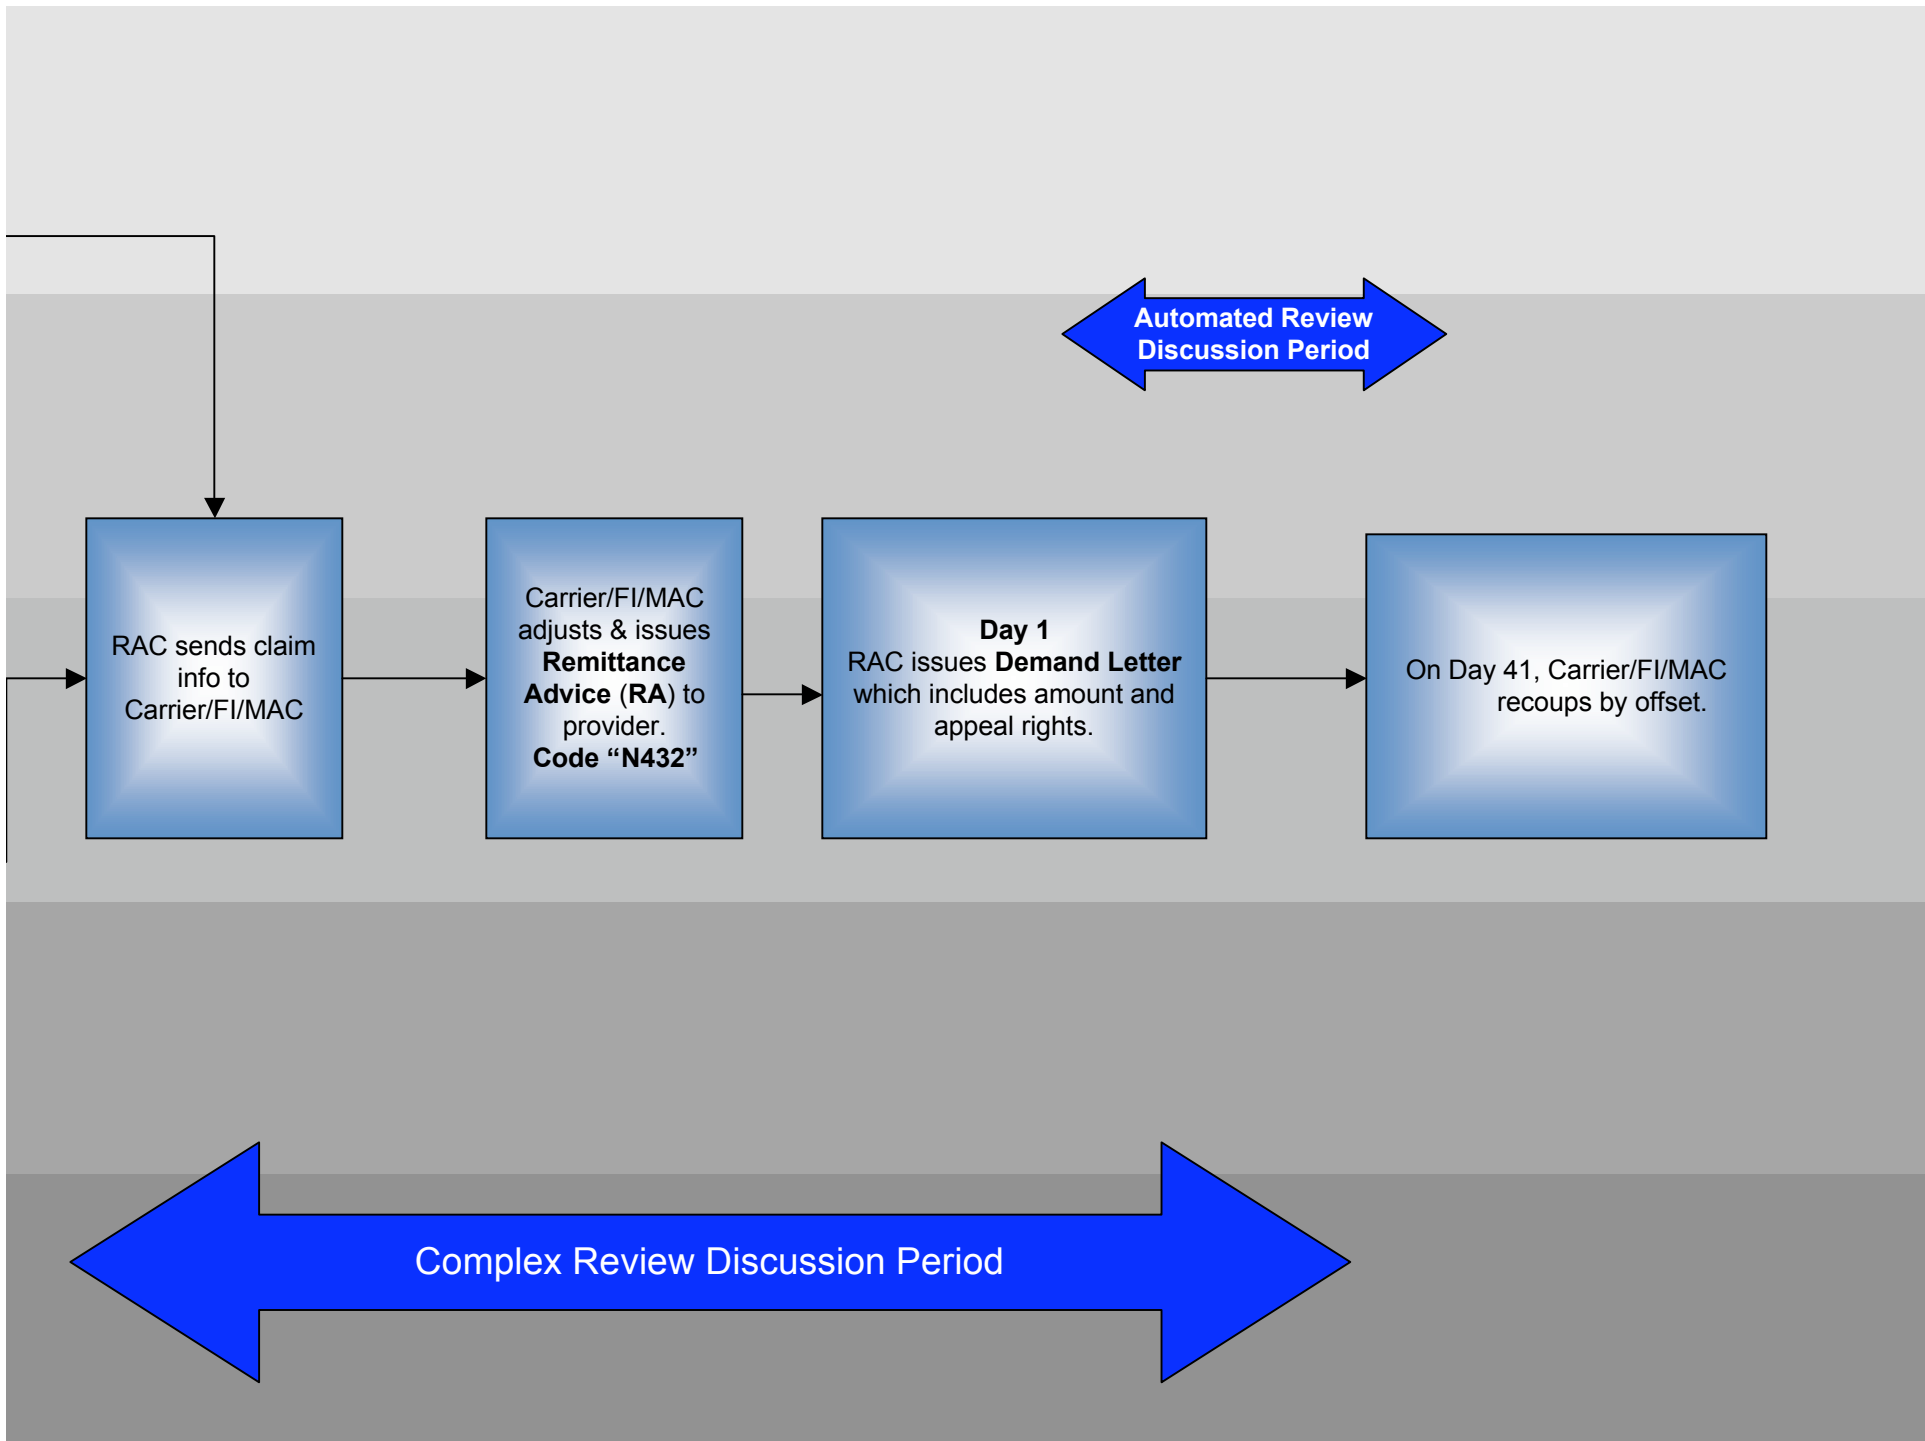 Automated Review
Discussion Period
RAC sends claim
info to
Carrier/FI/MAC
Carrier/FI/MAC
adjusts & issues
Remittance
Advice (RA) to
provider.
Code “N432”
Day 1
RAC issues Demand Letter
which includes amount and
appeal rights.
On Day 41, Carrier/FI/MAC
recoups by offset.
Complex Review Discussion Period